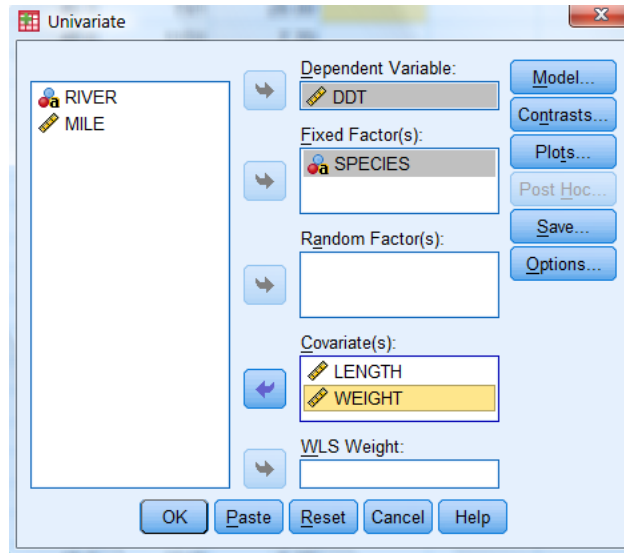 Univariate
x
RIVER
MILE
Dependent Variable:
DDT
Fixed Factor(s):
SPECIES
Random Factor(s):
Covariate(s):
LENGTH
WEIGHT
WLS Weight:
Model...
Contrasts...
Plots...
Post Hoc...
Save...
Options...
OK
Paste
Reset
Cancel
Help